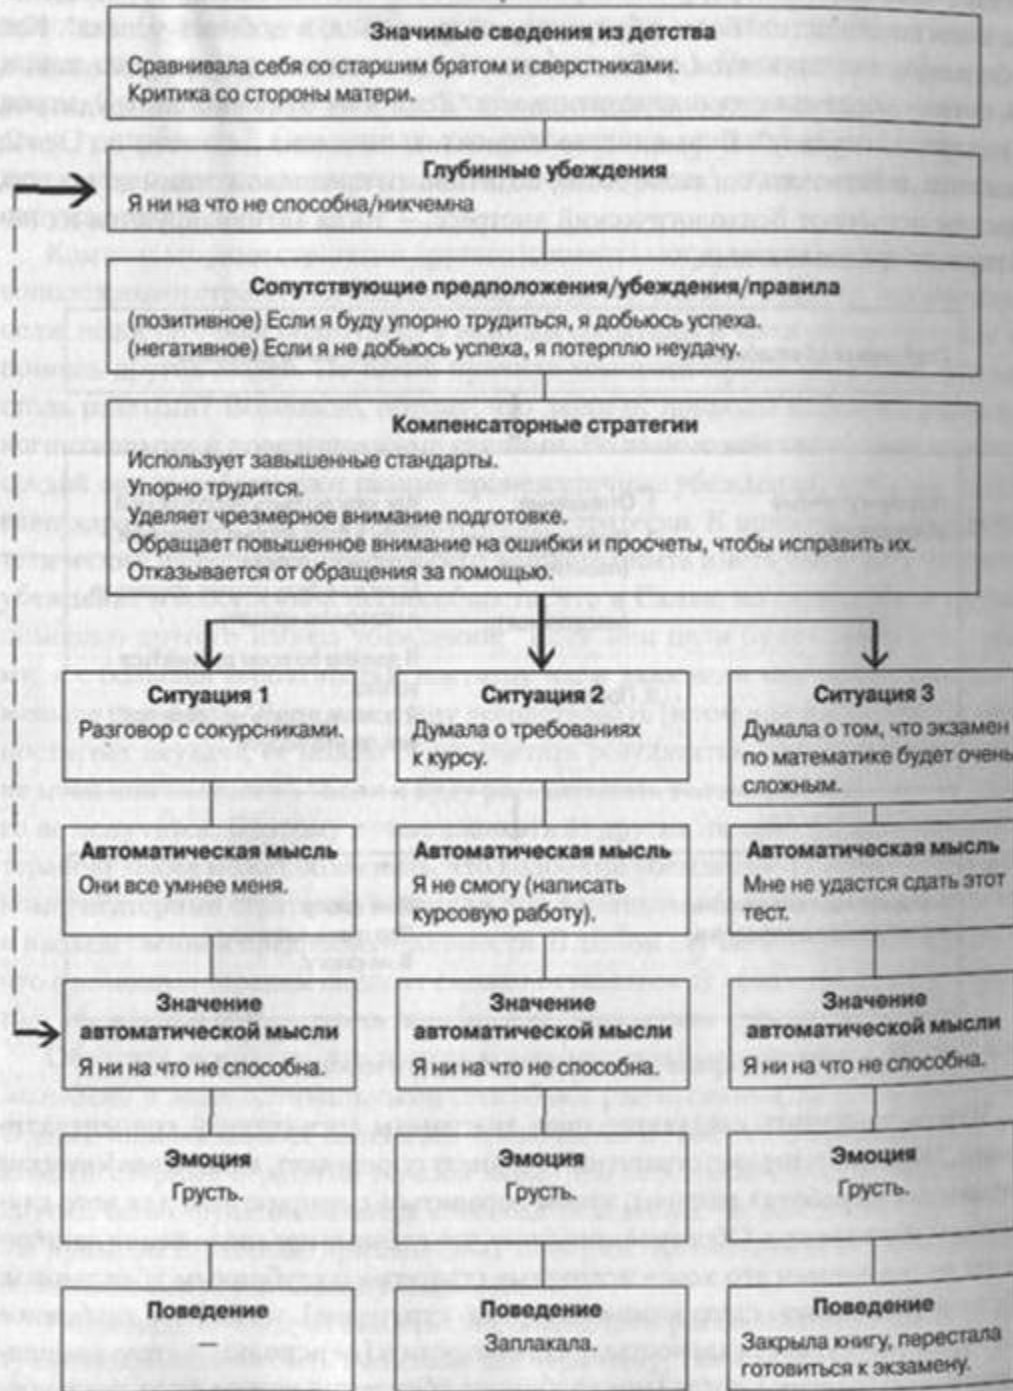 Значимые сведения из детства
Сравнивала себя со старшим братом и сверстниками.
Критика со стороны матери.
Глубинные убеждения
Я ни на что не способна/никчемна
Сопутствующие предположения/убеждения/правила
(позитивное) Если я буду упорно трудиться, я добьюсь успеха.
(негативное) Если я не добьюсь успеха, я потерплю неудачу.
Компенсаторные стратегии
Использует завышенные стандарты.
Упорно трудится.
Уделяет чрезмерное внимание подготовке.
Обращает повышенное внимание на ошибки и просчеты, чтобы исправить их.
Отказывается от обращения за помощью.
Ситуация 1
Разговор с сокурсниками.
Ситуация 2
Думала о требованиях
к курсу.
Ситуация 3
Думала о том, что экзамен
по математике будет очень
сложным.
Автоматическая мысль
Они все умнее меня.
Автоматическая мысль
Я не смогу (написать
курсовую работу).
Автоматическая мысль
Мне не удастся сдать этот
тест.
Значение
автоматической мысли
Я ни на что не способна.
Значение
автоматической мысли
Я ни на что не способна.
Значение
автоматической мысли
Я ни на что не способна.
Эмоция
Грусть.
Эмоция
Грусть.
Эмоция
Грусть.
Поведение
—
Поведение
Заплакала.
Поведение
Закрыла книгу, перестала
готовиться к экзамену.